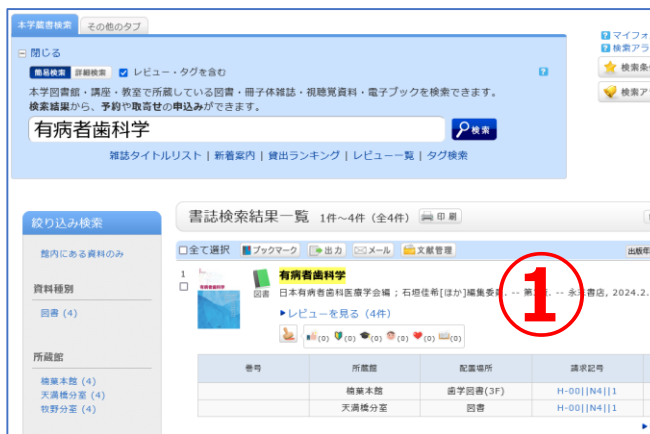 本学蔵書検索 その他のタブ
閉じる
簡易検索 詳細検索 レビュー・タグを含む
本学図書館・講座・教室で所蔵している図書・冊子体雑誌・視聴覚資料・電子ブックを検索できます。
検索結果から、予約や取寄せの申込みができます。
有病者歯科学 検索
雑誌タイトルリスト | 新着案内 | 貸出ランキング | レビュー一覧 | タグ検索
マイフォ
検索アラ
検索条
検索ア
絞り込み検索
館内にある資料のみ
資料種別
図書 (4)
所蔵館
楠葉本館 (4)
天満橋分室 (4)
牧野分室 (4)
書誌検索結果一覧 1件~4件 (全4件) 印刷
全て選択 ブックマーク 出力 メール 文献管理 出版年
1 有病者歯科学
図書 日本有病者歯科医療学会編 ; 石垣佳希[ほか]編集委 . -- 第 . -- 永末書店, 2024.2.
①
レビューを見る (4件)
(0) (0) (0) (0) (0) (0)
巻号 所蔵館 配置場所 請求記号
楠葉本館 歯学図書(3F) H-00||N4||1
天満橋分室 図書 H-00||N4||1